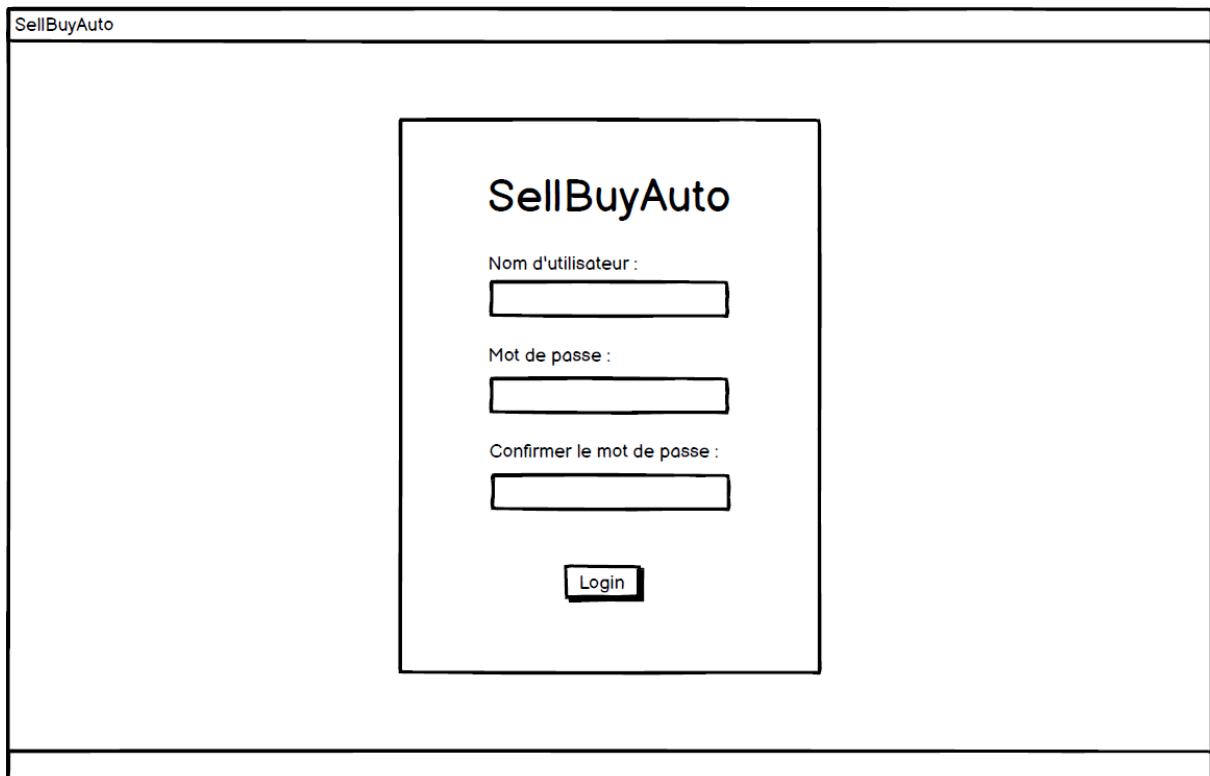 SellBuyAuto
SellBuyAuto
Nom d'utilisateur :
Mot de passe :
Confirmer le mot de passe :
Login